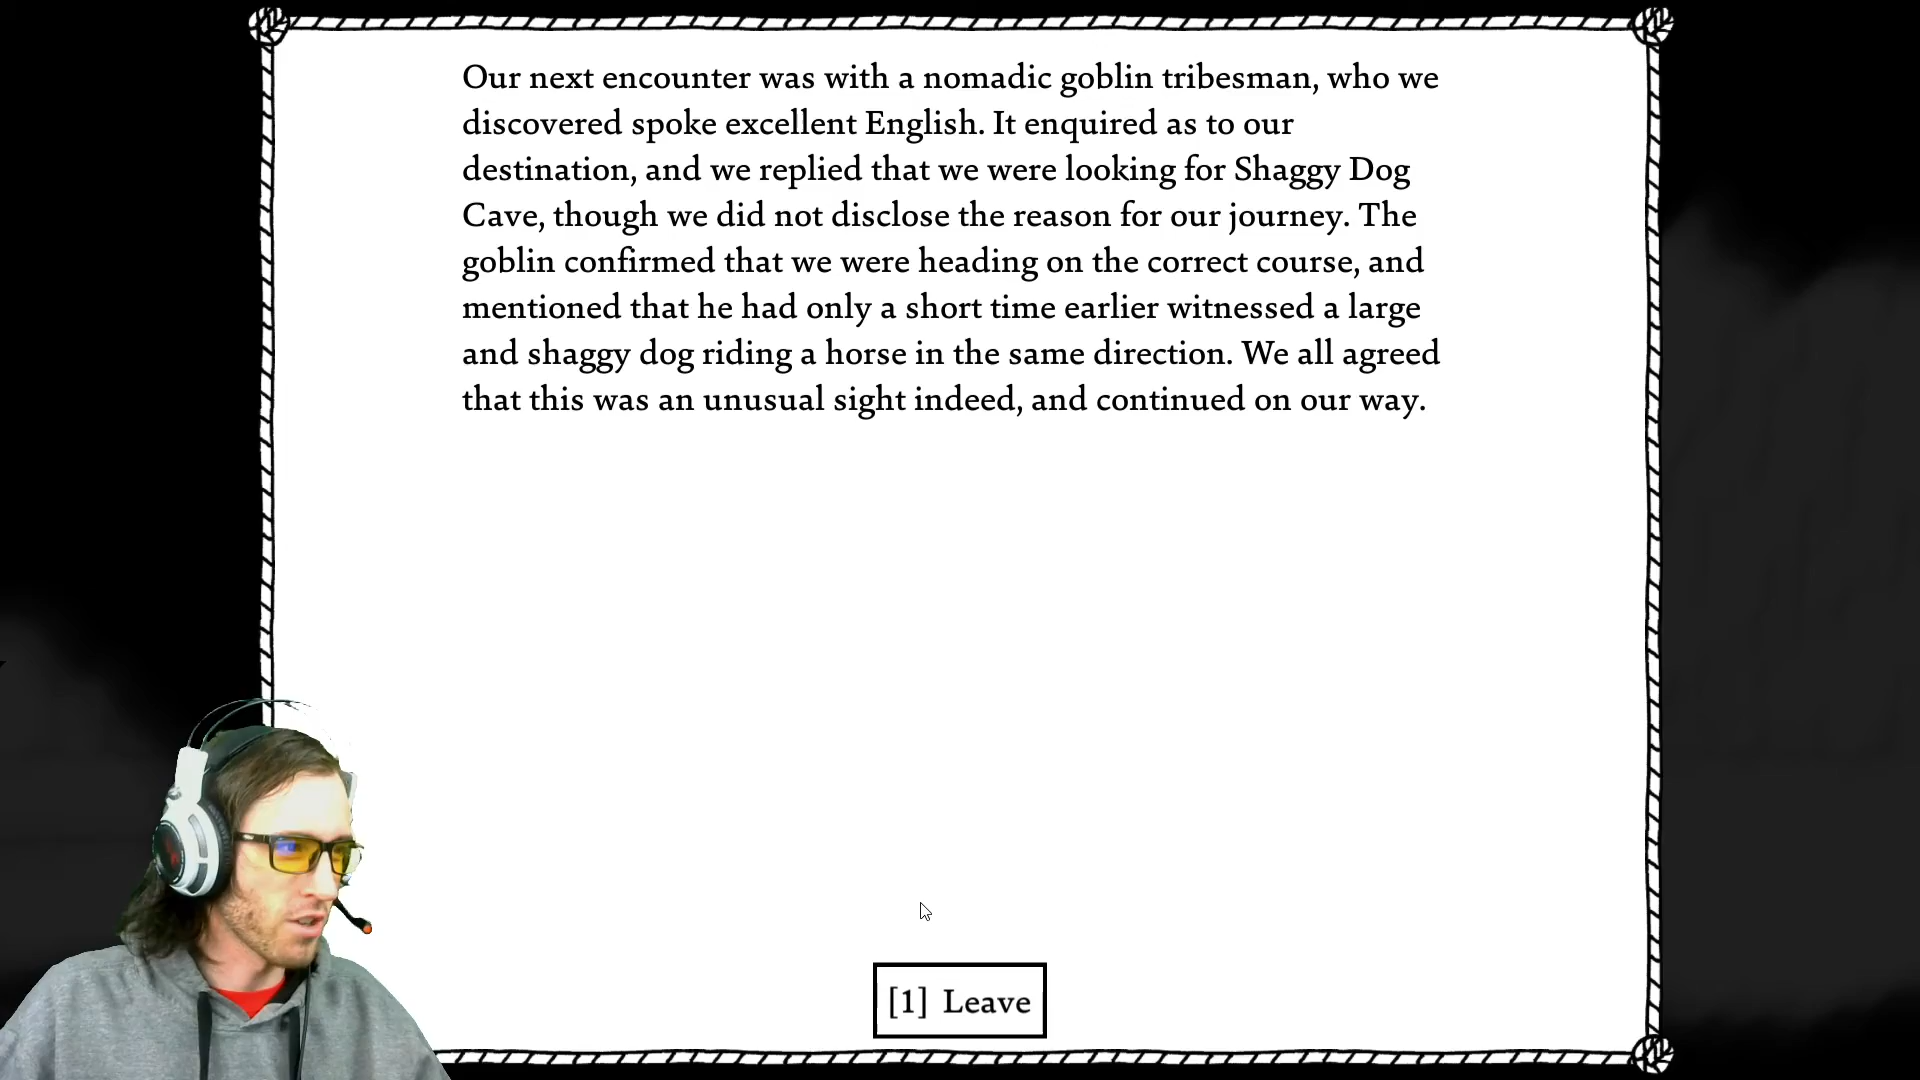 Our next encounter was with a nomadic goblin tribesman, who we
discovered spoke excellent English. It enquired as to our
destination, and we replied that we were looking for Shaggy Dog
Cave, though we did not disclose the reason for our journey. The
goblin confirmed that we were heading on the correct course, and
mentioned that he had only a short time earlier witnessed a large
and shaggy dog riding a horse in the same direction. We all agreed
that this was an unusual sight indeed, and continued on our way.
[1] Leave